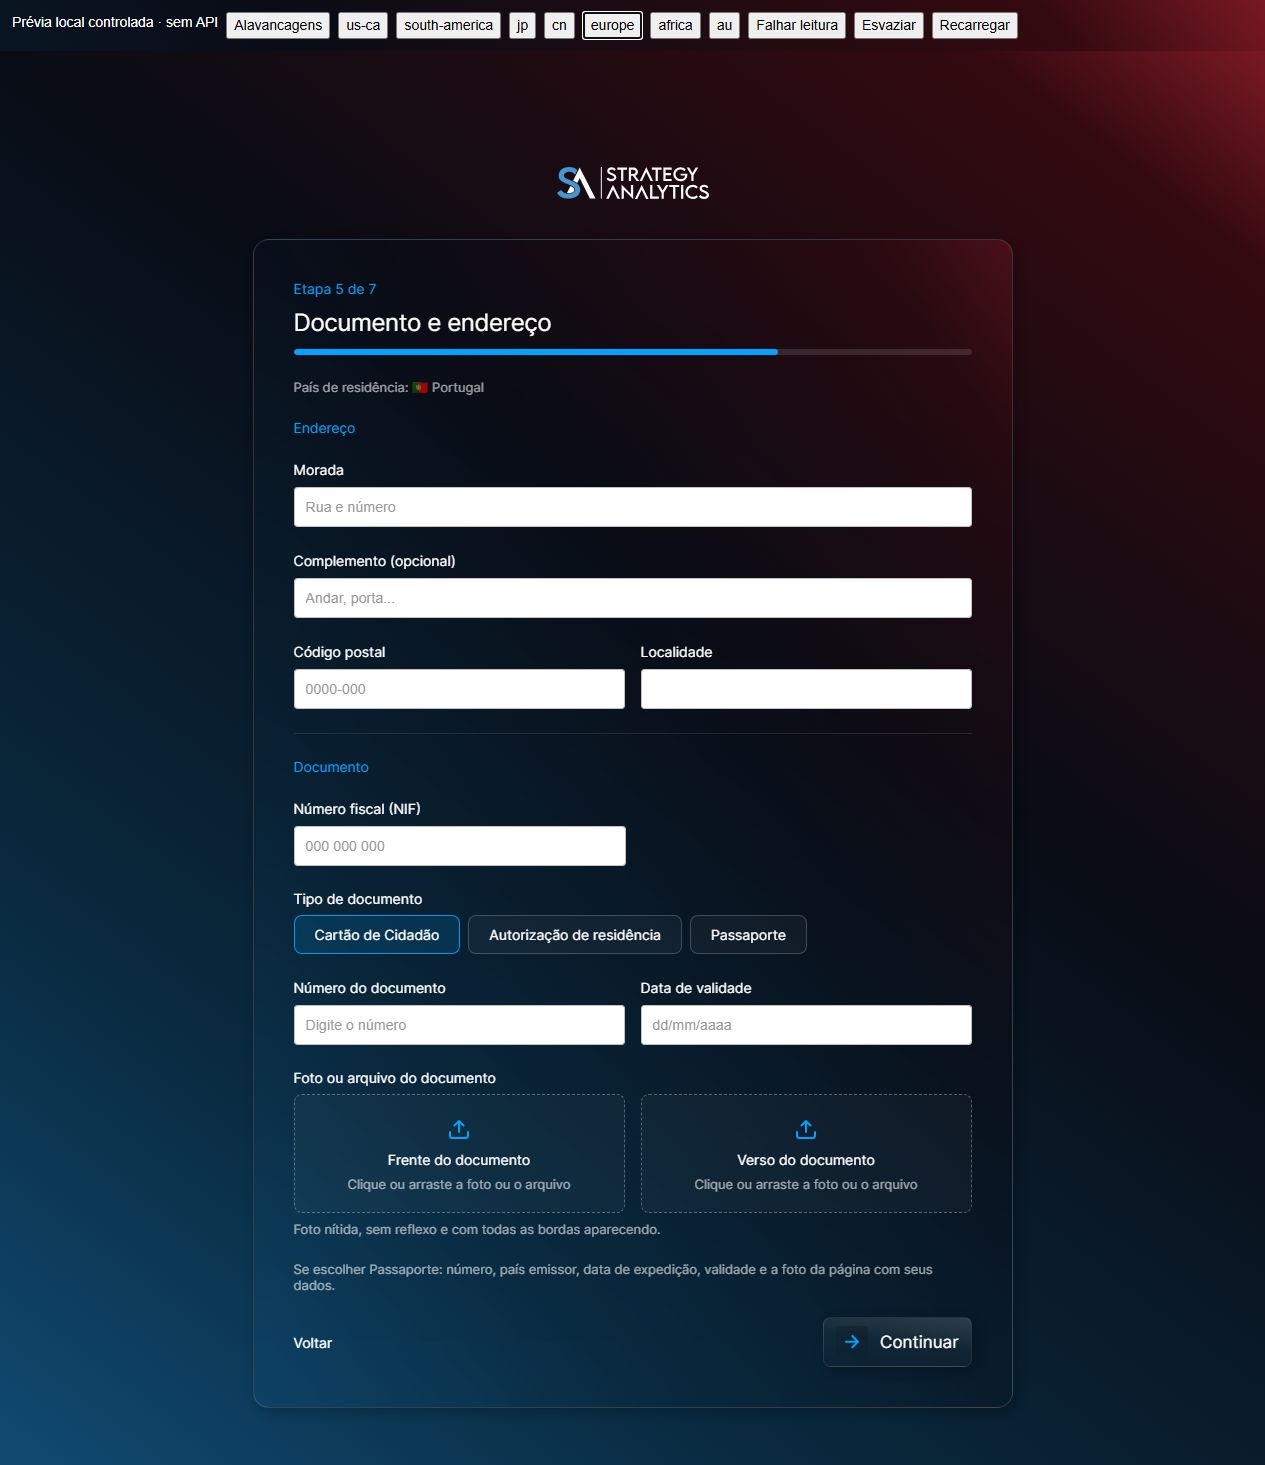 Prévia local controlada · sem API Alavancagens us-ca south-america jp cn europe africa au Falhar leitura Esvaziar Recarregar
SA STRATEGY
ANALYTICS
Etapa 5 de 7
Documento e endereço
País de residência: Portugal
Endereço
Morada
Rua e número
Complemento (opcional)
Andar, porta...
Código postal Localidade
0000-000
Documento
Número fiscal (NIF)
000 000 000
Tipo de documento
Cartão de Cidadão Autorização de residência Passaporte
Número do documento Data de validade
Digite o número dd/mm/aaaa
Foto ou arquivo do documento
Frente do documento Verso do documento
Clique ou arraste a foto ou o arquivo Clique ou arraste a foto ou o arquivo
Foto nítida, sem reflexo e com todas as bordas aparecendo.
Se escolher Passaporte: número, país emissor, data de expedição, validade e a foto da página com seus
dados.
Voltar Continuar